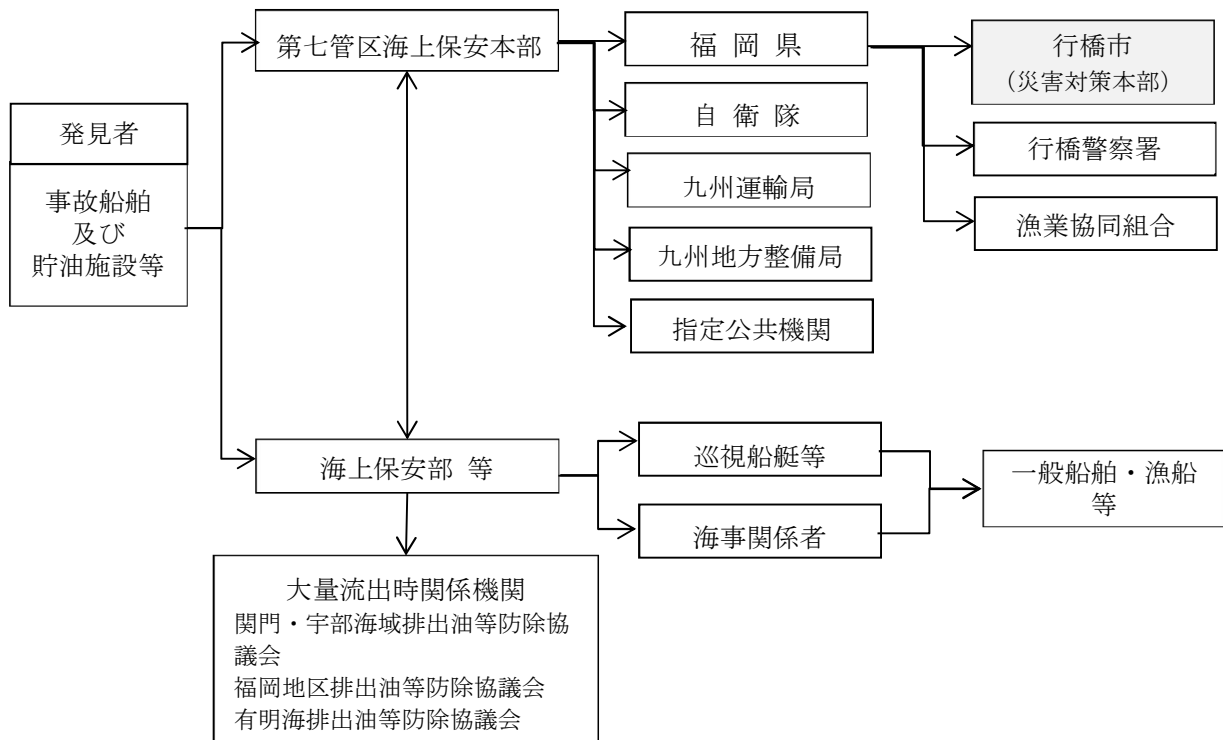 第七管区海上保安本部
福 岡 県
行橋市
（災害対策本部）
自 衛 隊
発見者
行橋警察署
事故船舶
及び
貯油施設等
九州運輸局
漁業協同組合
九州地方整備局
指定公共機関
海上保安部 等
巡視船艇等
一般船舶・漁船
等
海事関係者
大量流出時関係機関
関門・宇部海域排出油等防除協
議会
福岡地区排出油等防除協議会
有明海排出油等防除協議会